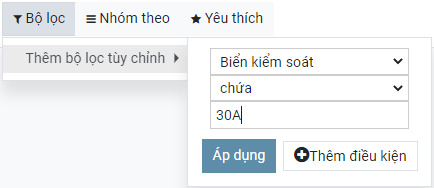 Bộ lọc Nhóm theo Yêu thích
Thêm bộ lọc tùy chỉnh
Biển kiểm soát
chứa
30A
Áp dụng Thêm điều kiện